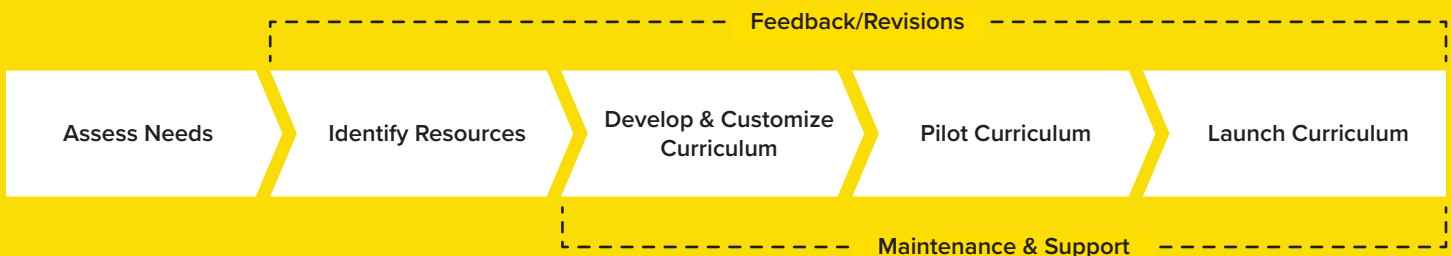 Feedback/Revisions
Assess Needs
Identify Resources
Develop & Customize
Curriculum
Pilot Curriculum
Launch Curriculum
Maintenance & Support